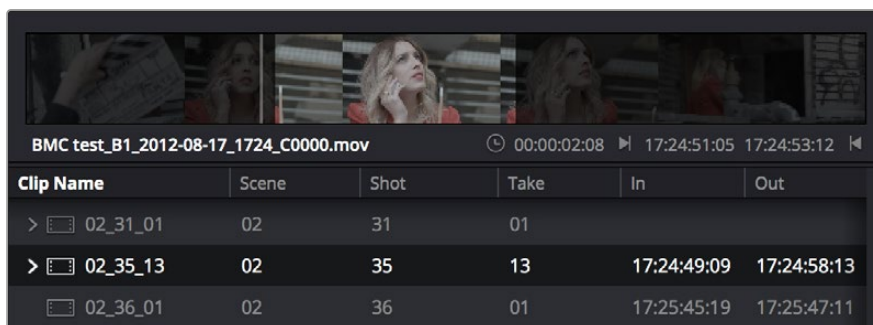 BMC test_B1_2012-08-17_1724_C0000.mov 00:00:02:08 17:24:51:05 17:24:53:12
Clip Name Scene Shot Take In Out
02_31_01 02 31 01
02_35_13 02 35 13 17:24:49:09 17:24:58:13
02_36_01 02 36 01 17:25:45:19 17:25:47:11